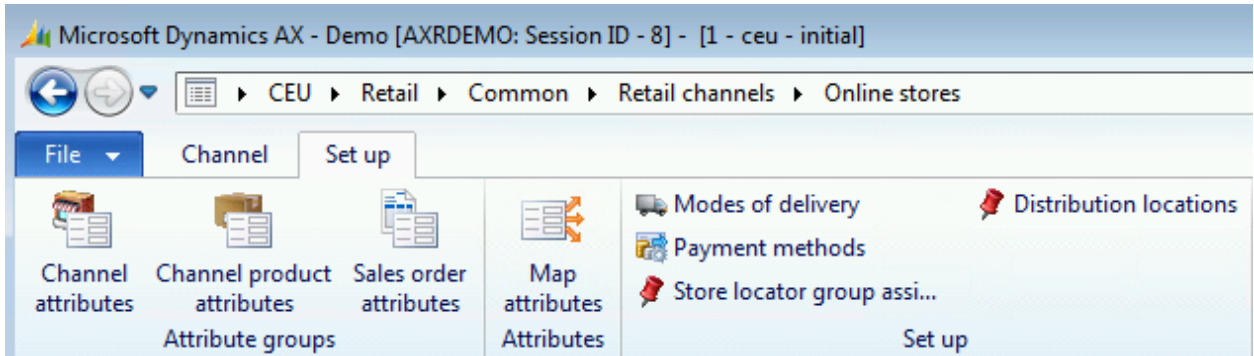 Microsoft Dynamics AX - Demo [AXRDEMO: Session ID - 8] - [1 - ceu - initial]
CEU Retail Common Retail channels Online stores
File Channel Set up
Channel attributes
Channel product attributes
Sales order attributes
Attribute groups
Map attributes
Attributes
Modes of delivery
Payment methods
Store locator group assi...
Distribution locations
Set up